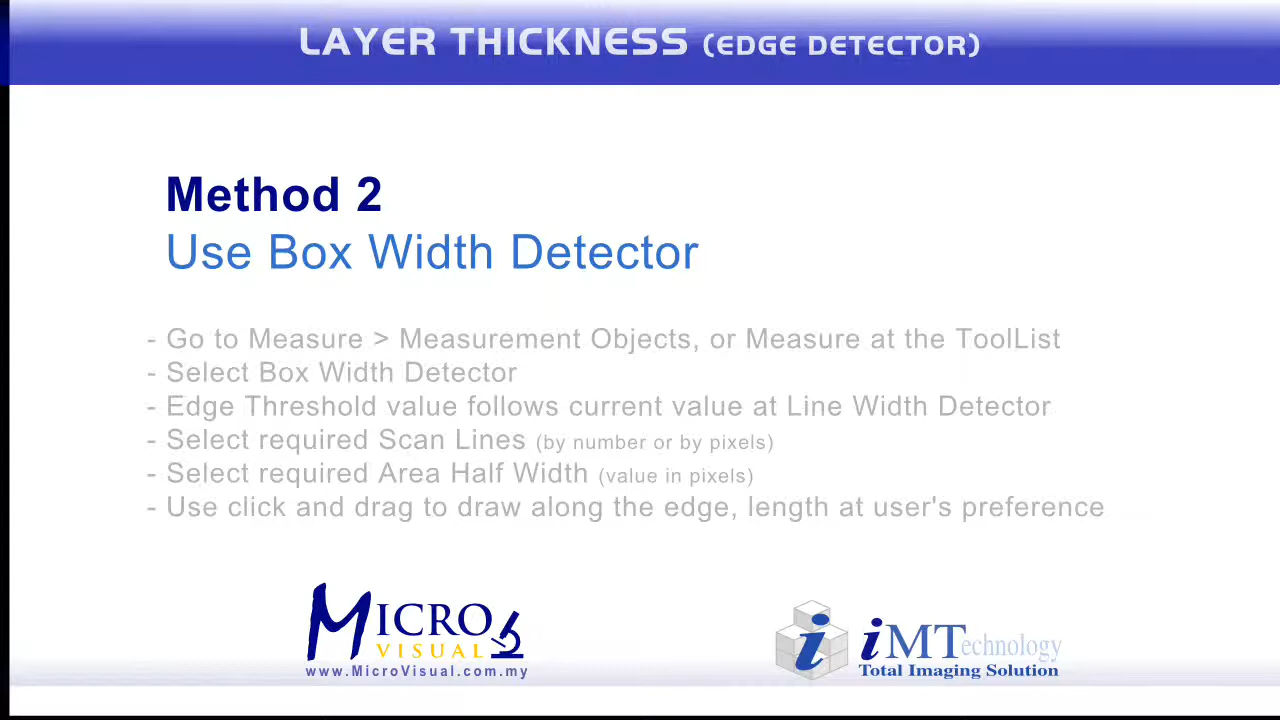 LAYER THICKNESS (EDGE DETECTOR)
Method 2
Use Box Width Detector
- Go to Measure > Measurement Objects, or Measure at the ToolList
- Select Box Width Detector
- Edge Threshold value follows current value at Line Width Detector
- Select required Scan Lines (by number or by pixels)
- Select required Area Half Width (value in pixels)
- Use click and drag to draw along the edge, length at user's preference
MICRO
VISUAL
www.MicroVisual.com.my
i
iMTechnology
Total Imaging Solution